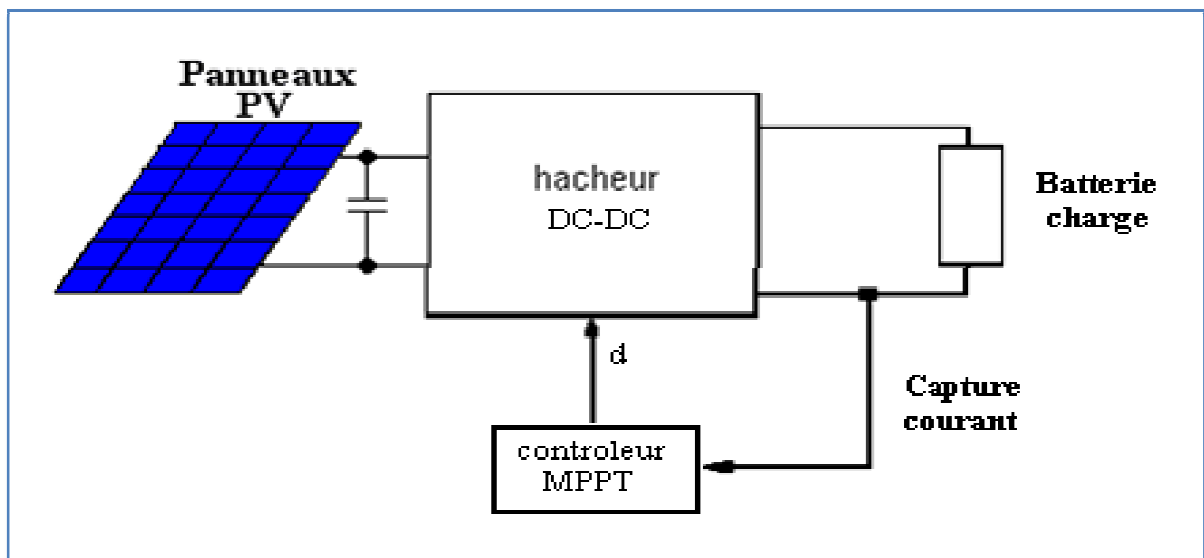 Panneaux
PV
hacheur
DC-DC
Batterie
charge
d
Capture
courant
controleur
MPPT